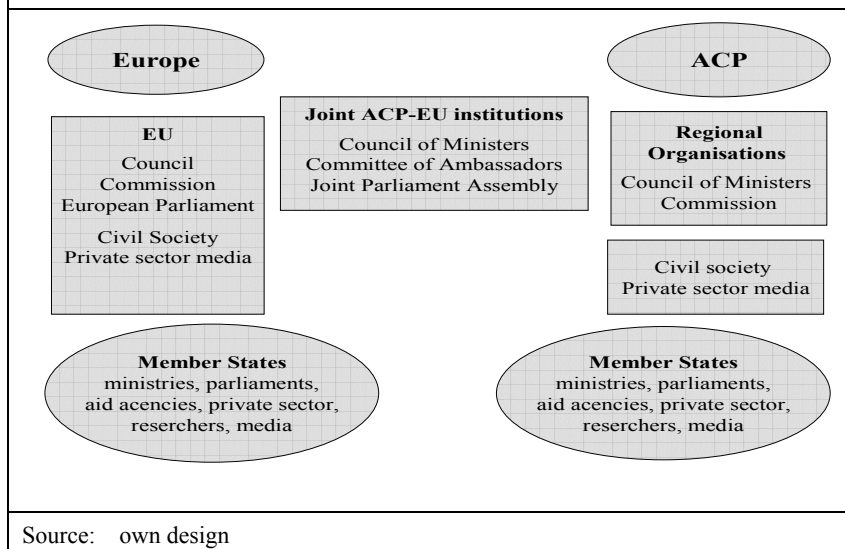 Europe
ACP
EU
Council
Commission
European Parliament
Civil Society
Private sector media
Joint ACP-EU institutions
Council of Ministers
Committee of Ambassadors
Joint Parliament Assembly
Regional
Organisations
Council of Ministers
Commission
Civil society
Private sector media
Member States
ministries, parliaments,
aid acencies, private sector,
reserchers, media
Member States
ministries, parliaments,
aid acencies, private sector,
reserchers, media
Source: own design